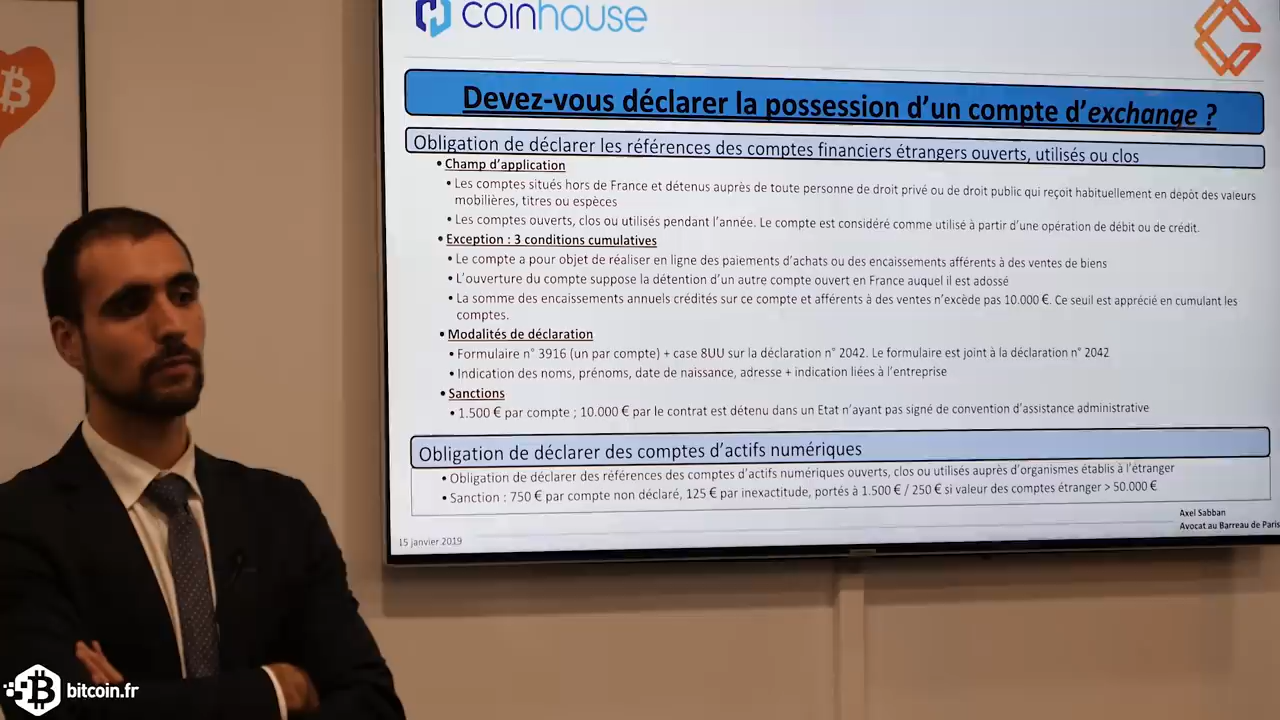 coinhouse
Devez-vous déclarer la possession d'un compte d'exchange ?
Obligation de déclarer les références des comptes financiers étrangers ouverts, utilisés ou clos
• Champ d'application
• Les comptes situés hors de France et détenus auprès de toute personne de droit privé ou de droit public qui reçoit habituellement en dépôt des valeurs
mobilières, titres ou espèces
• Les comptes ouverts, clos ou utilisés pendant l'année. Le compte est considéré comme utilisé à partir d'une opération de débit ou de crédit.
• Exception : 3 conditions cumulatives
• Le compte a pour objet de réaliser en ligne des paiements d'achats ou des encaissements afférents à des ventes de biens
• L'ouverture du compte suppose la détention d'un autre compte ouvert en France auquel il est adossé
• La somme des encaissements annuels crédités sur ce compte et afférents à des ventes n'excède pas 10.000 €. Ce seuil est apprécié en cumulant les
comptes.
• Modalités de déclaration
• Formulaire n° 3916 (un par compte) + case 8UU sur la déclaration n° 2042. Le formulaire est joint à la déclaration n° 2042
• Indication des noms, prénoms, date de naissance, adresse + indication liées à l'entreprise
• Sanctions
• 1.500 € par compte ; 10.000 € par le contrat est détenu dans un Etat n'ayant pas signé de convention d'assistance administrative
Obligation de déclarer des comptes d'actifs numériques
• Obligation de déclarer des références des comptes d'actifs numériques ouverts, clos ou utilisés auprès d'organismes établis à l'étranger
• Sanction : 750 € par compte non déclaré, 125 € par inexactitude, portés à 1.500 € / 250 € si valeur des comptes étranger > 50.000 €
Axel Sabban
Avocat au Barreau de Paris
15 janvier 2019
bitcoin.fr